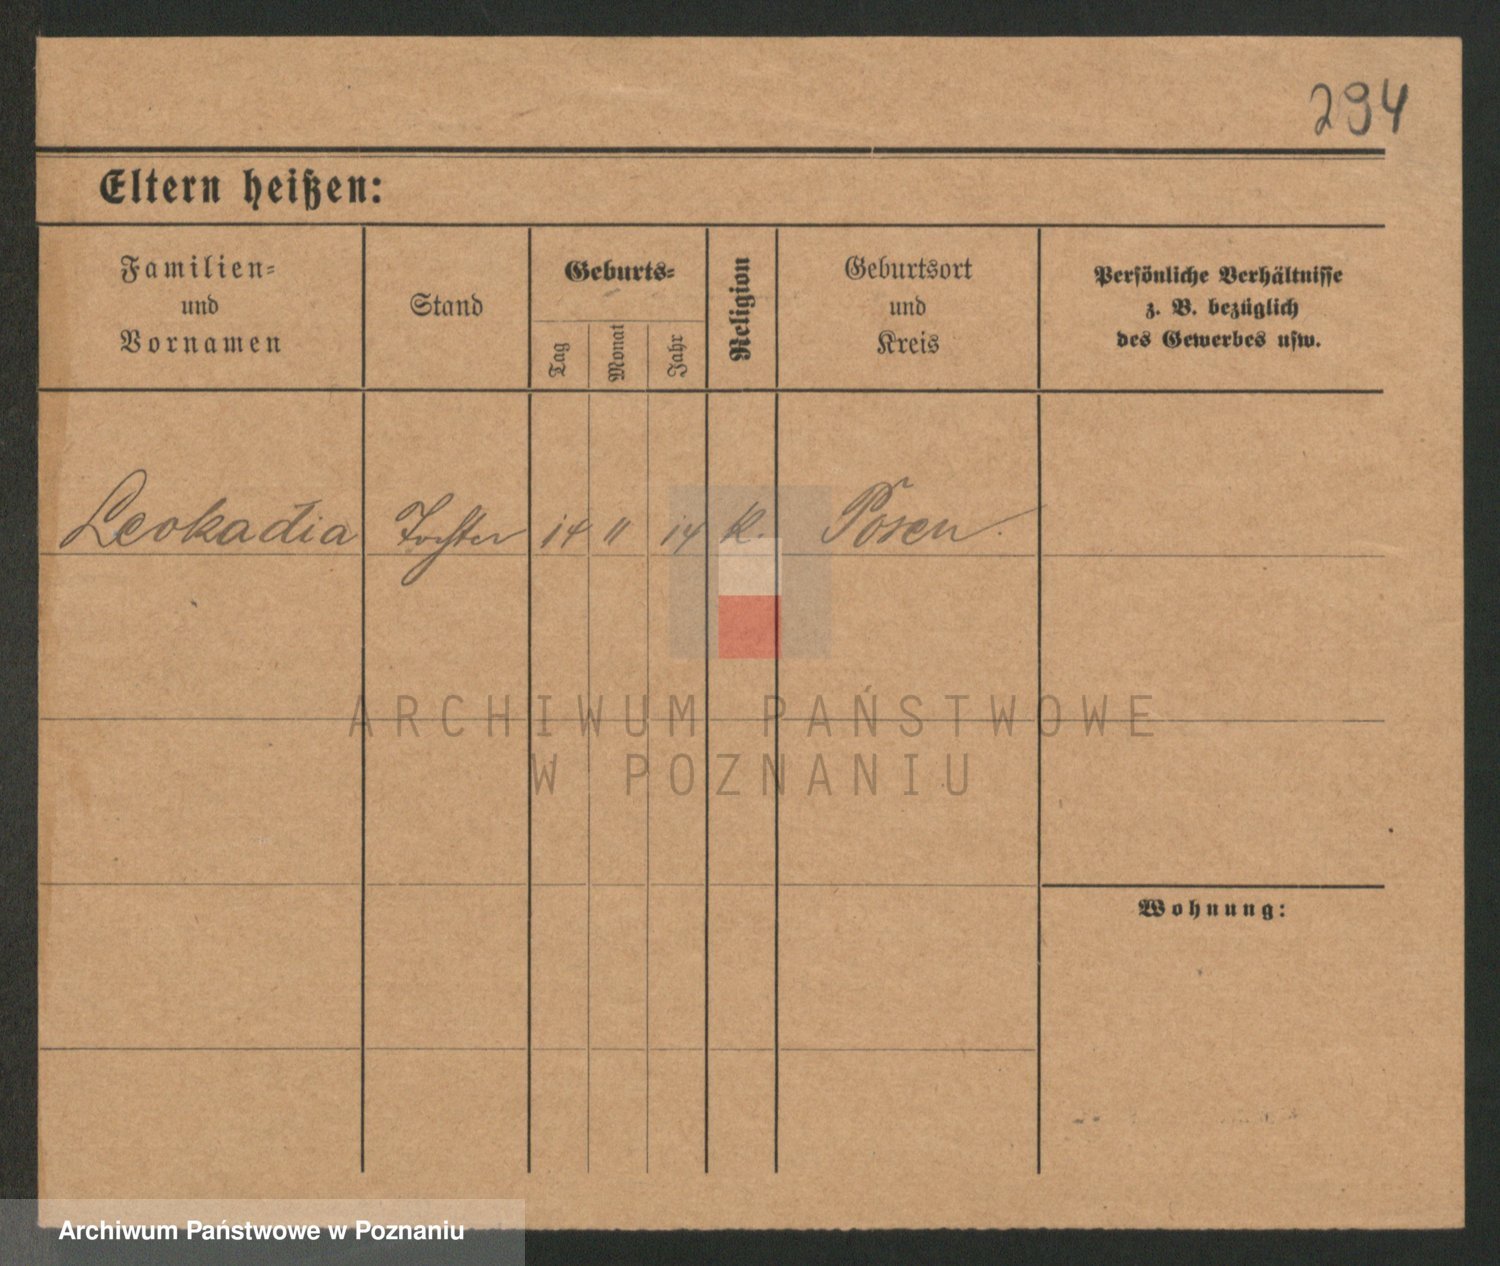 294
Eltern heißen:
Familien-
und
Vornamen
Stand
Geburts-
Tag
Monat
Jahr
Religion
Geburtsort
und
Kreis
Persönliche Verhältnisse
z. B. bezüglich
des Gewerbes usw.
Leokadia Tochter 14 11 14 K. Posen
ARCHIWUM PAŃSTWOWE
W POZNANIU
Wohnung:
Archiwum Państwowe w Poznaniu